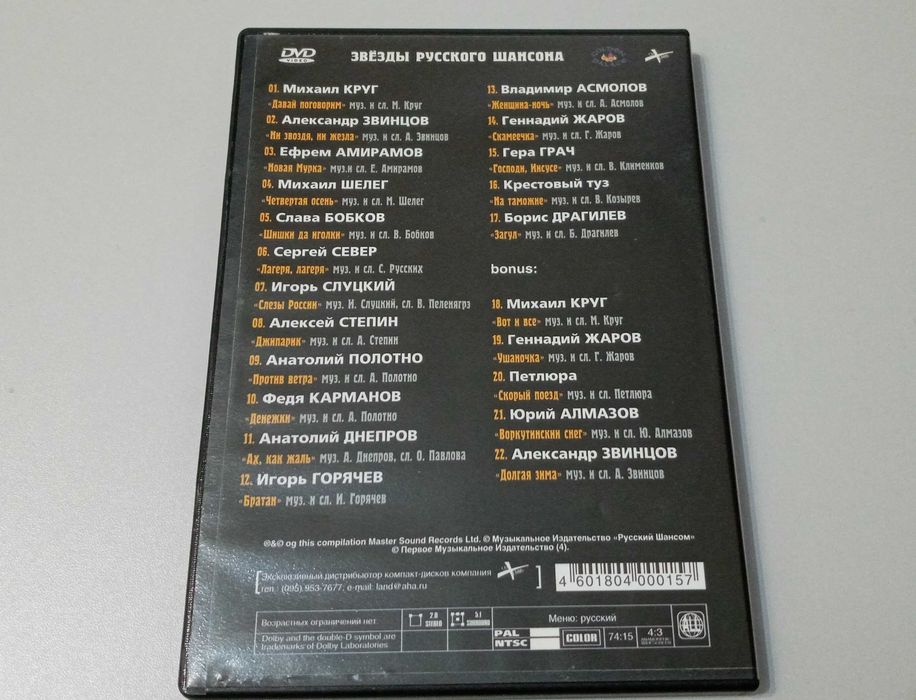 DVD VIDEO
ЗВЁЗДЫ РУССКОГО ШАНСОНА
01. Михаил КРУГ
«Давай поговорим» муз. и сл. М. Круг
02. Александр ЗВИНЦОВ
«Ни звоздя, ни жезла» муз. и сл. А. Звинцов
03. Ефрем АМИРАМОВ
«Новая Мурка» муз.и сл. Е. Амирамов
04. Михаил ШЕЛЕГ
«Четвертая осень» муз. и сл. М. Шелег
05. Слава БОБКОВ
«Шишки да иголки» муз. и сл. В. Бобков
06. Сергей СЕВЕР
«Лагеря, лагеря» муз. и сл. С. Русских
07. Игорь СЛУЦКИЙ
«Слезы России» муз. И. Слуцкий, сл. В. Пеленягрэ
08. Алексей СТЕПИН
«Джипарик» муз. и сл. А. Степин
09. Анатолий ПОЛОТНО
«Против ветра» муз. и сл. А. Полотно
10. Федя КАРМАНОВ
«Денежки» муз. и сл. А. Полотно
11. Анатолий ДНЕПРОВ
«Ах, как жаль» муз. А. Днепров, сл. О. Павлова
12. Игорь ГОРЯЧЕВ
«Братан» муз. и сл. И. Горячев
13. Владимир АСМОЛОВ
«Женщина-ночь» муз. и сл. А. Асмолов
14. Геннадий ЖАРОВ
«Скамеечка» муз. и сл. Г. Жаров
15. Гера ГРАЧ
«Господи, Иисусе» муз. и сл. В. Клименков
16. Крестовый туз
«На таможне» муз. и сл. В. Козырев
17. Борис ДРАГИЛЕВ
«Загул» муз. и сл. Б. Драгилев
bonus:
18. Михаил КРУГ
«Вот и все» муз. и сл. М. Круг
19. Геннадий ЖАРОВ
«Ушаночка» муз. и сл. Г. Жаров
20. Петлюра
«Скорый поезд» муз. и сл. Петлюра
21. Юрий АЛМАЗОВ
«Воркутинский снег» муз. и сл. Ю. Алмазов
22. Александр ЗВИНЦОВ
«Долгая зима» муз. и сл. А. Звинцов
℗&© og this compilation Master Sound Records Ltd. © Музыкальное Издательство «Русский Шансом»
© Первое Музыкальное Издательство (4).
Эксклюзивный дистрибьютор компакт-дисков компания
тел.: (095) 953-7677, e-mail: land@aha.ru
4 601804 000157
Возрастных ограничений нет
Dolby and the double-D symbol are
trademarks of Dolby Laboratories
2.0 STEREO
5.1 SURROUND
Меню: русский
PAL
NTSC
COLOR
74:15
4:3
ALL